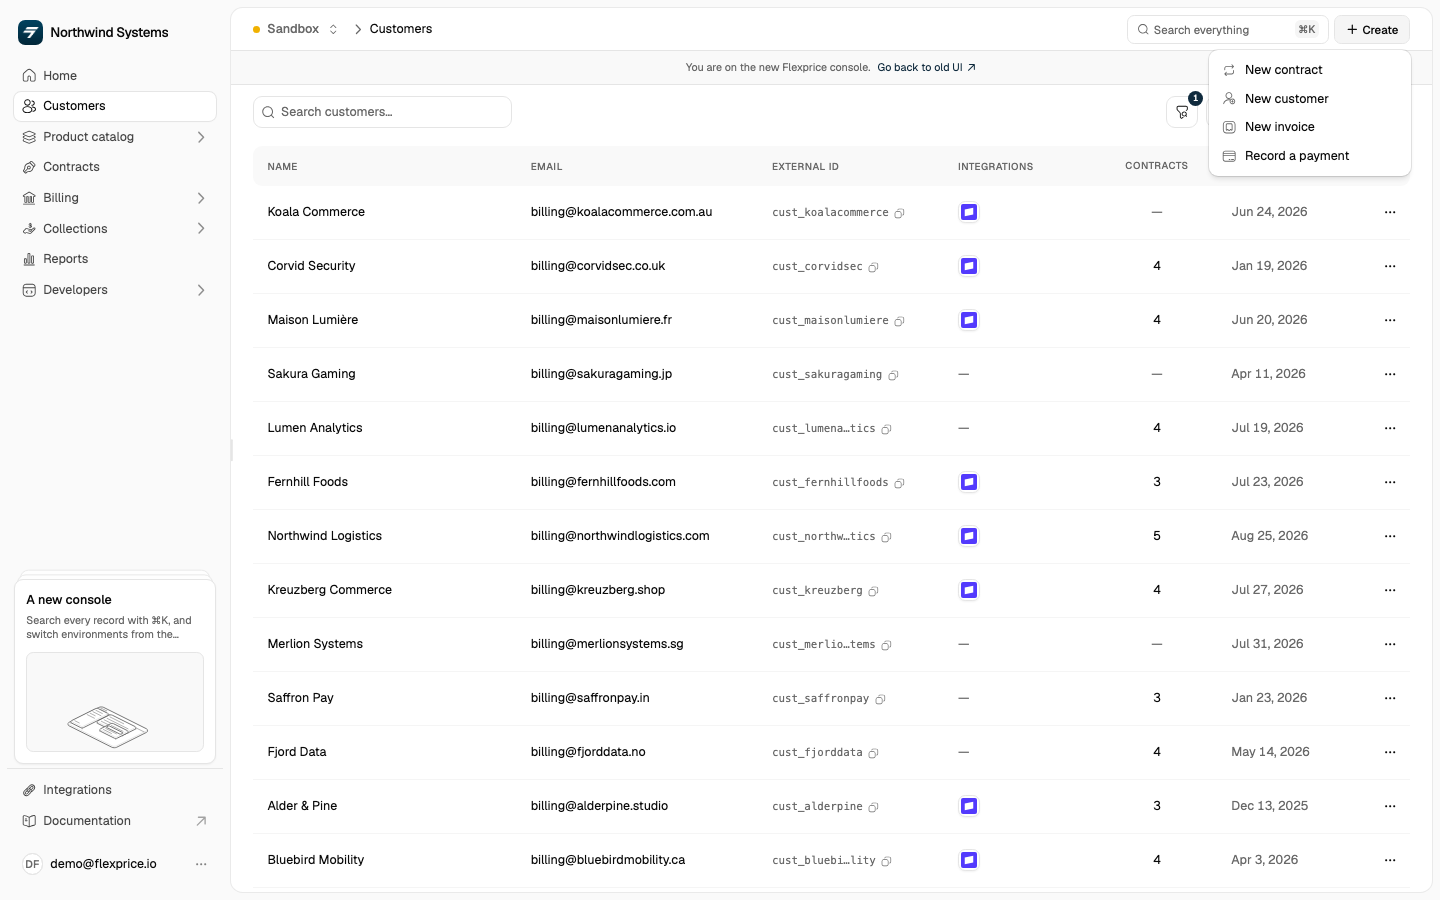 Northwind Systems
Home
Customers
Product catalog
Contracts
Billing
Collections
Reports
Developers
A new console
Search every record with ⌘K, and
switch environments from the…
Integrations
Documentation
DF demo@flexprice.io
Sandbox Customers
Search everything ⌘K
Create
You are on the new Flexprice console. Go back to old UI
New contract
New customer
New invoice
Record a payment
Search customers…
1
NAME EMAIL EXTERNAL ID INTEGRATIONS CONTRACTS
Koala Commerce billing@koalacommerce.com.au cust_koalacommerce — Jun 24, 2026
Corvid Security billing@corvidsec.co.uk cust_corvidsec 4 Jan 19, 2026
Maison Lumière billing@maisonlumiere.fr cust_maisonlumiere 4 Jun 20, 2026
Sakura Gaming billing@sakuragaming.jp cust_sakuragaming — — Apr 11, 2026
Lumen Analytics billing@lumenanalytics.io cust_lumena…tics — 4 Jul 19, 2026
Fernhill Foods billing@fernhillfoods.com cust_fernhillfoods 3 Jul 23, 2026
Northwind Logistics billing@northwindlogistics.com cust_northw…tics 5 Aug 25, 2026
Kreuzberg Commerce billing@kreuzberg.shop cust_kreuzberg 4 Jul 27, 2026
Merlion Systems billing@merlionsystems.sg cust_merlio…tems — — Jul 31, 2026
Saffron Pay billing@saffronpay.in cust_saffronpay — 3 Jan 23, 2026
Fjord Data billing@fjorddata.no cust_fjorddata — 4 May 14, 2026
Alder & Pine billing@alderpine.studio cust_alderpine 3 Dec 13, 2025
Bluebird Mobility billing@bluebirdmobility.ca cust_bluebi…lity 4 Apr 3, 2026